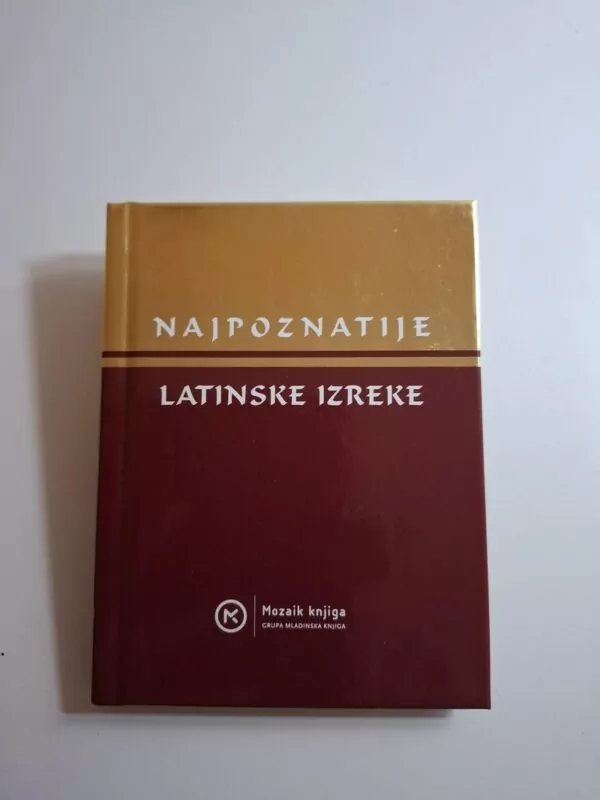 NAJPOZNATIJE
LATINSKE IZREKE
Mozaik knjiga
GRUPA MLADINSKA KNJIGA